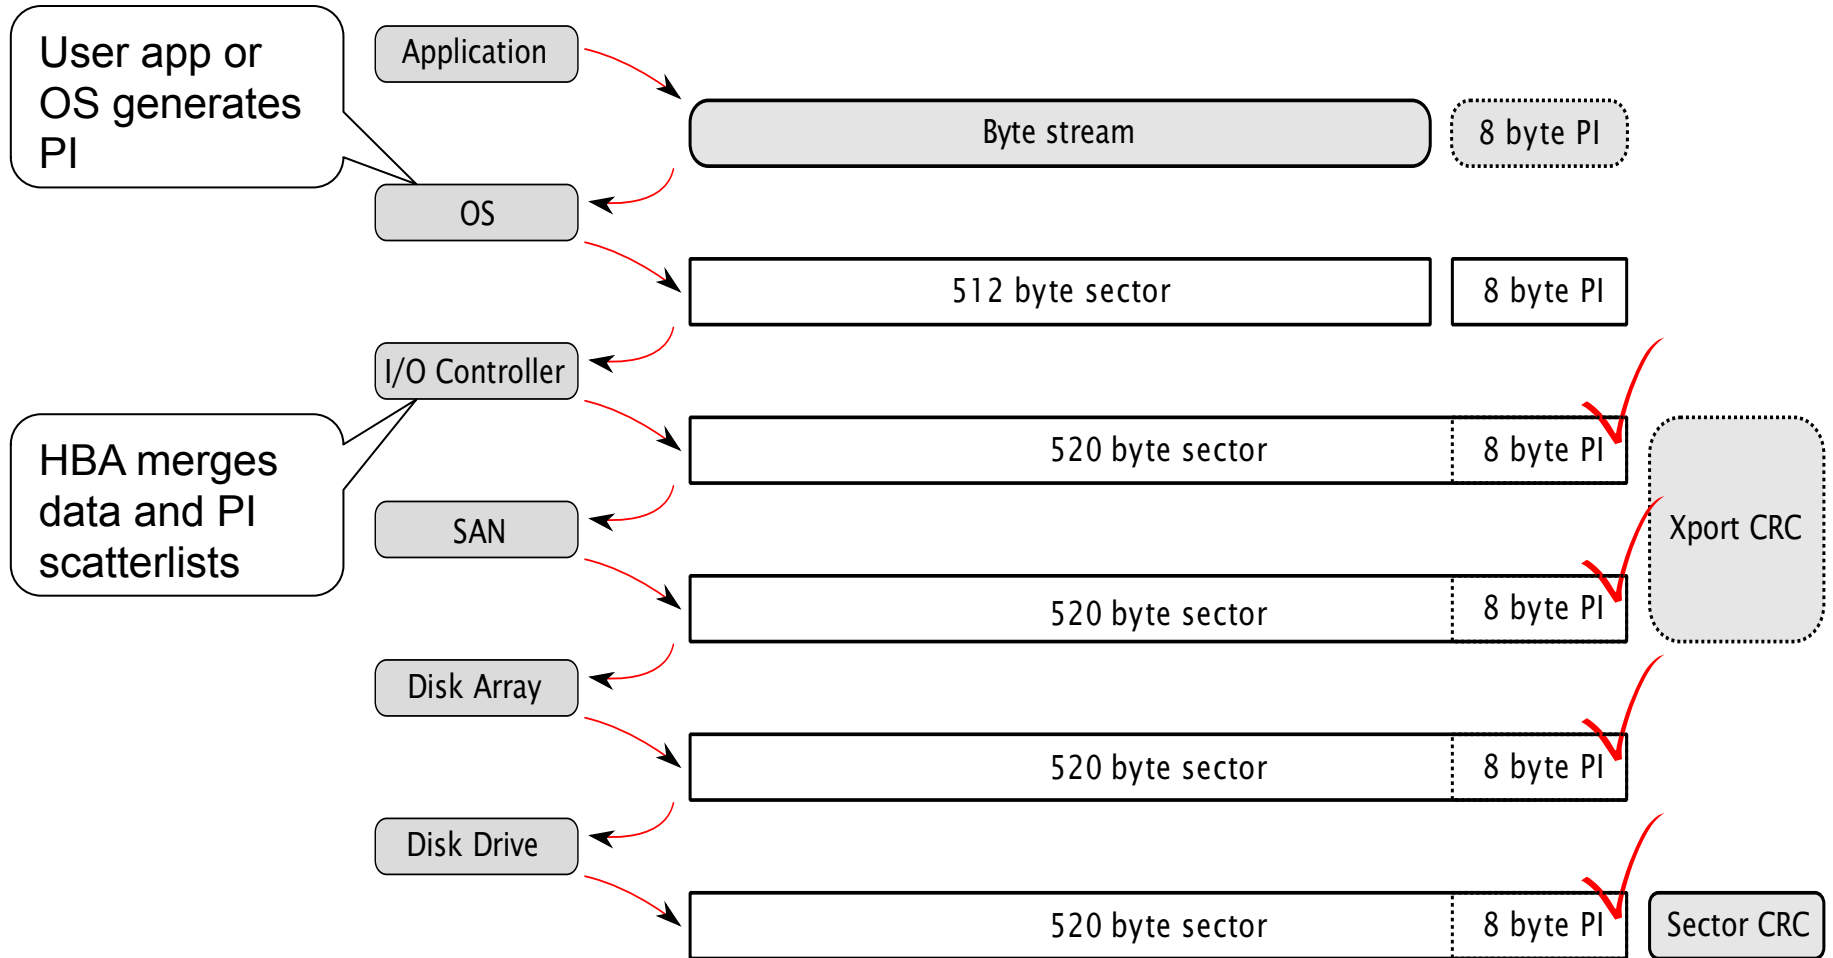 User app or
OS generates
PI
Application
Byte stream
8 byte PI
OS
512 byte sector
8 byte PI
I/O Controller
HBA merges
data and PI
scatterlists
520 byte sector
8 byte PI
Xport CRC
SAN
520 byte sector
8 byte PI
Disk Array
520 byte sector
8 byte PI
Disk Drive
520 byte sector
8 byte PI
Sector CRC